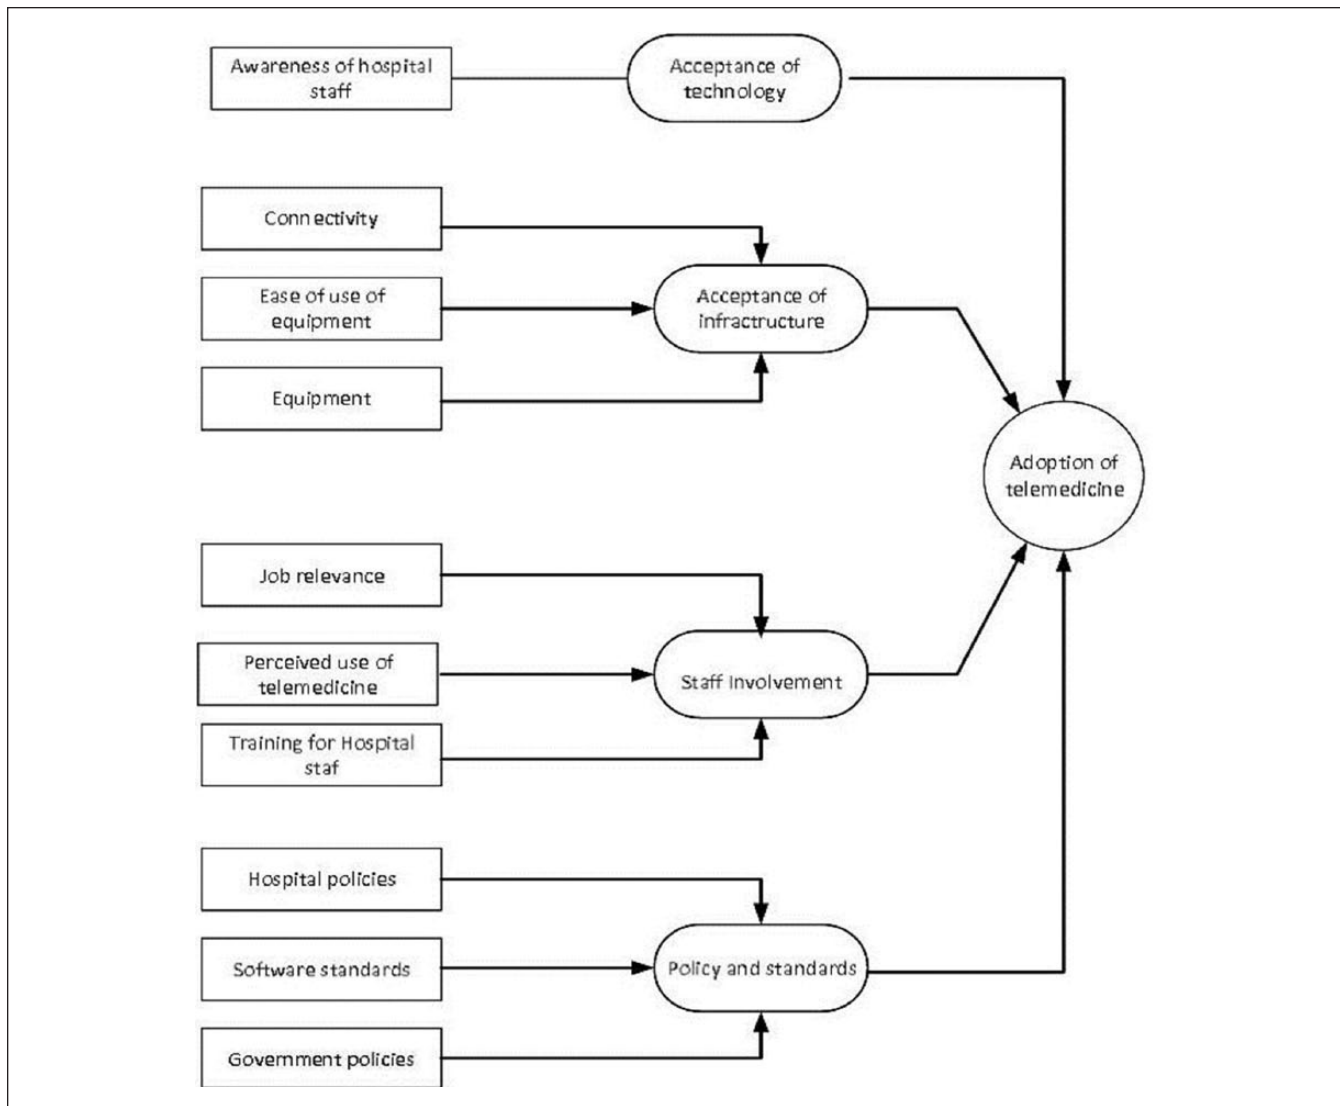 Awareness of hospital
staff
Acceptance of
technology
Connectivity
Ease of use of
equipment
Acceptance of
infractructure
Equipment
Adoption of
telemedicine
Job relevance
Perceived use of
telemedicine
Staff Involvement
Training for Hospital
staf
Hospital policies
Software standards
Policy and standards
Government policies